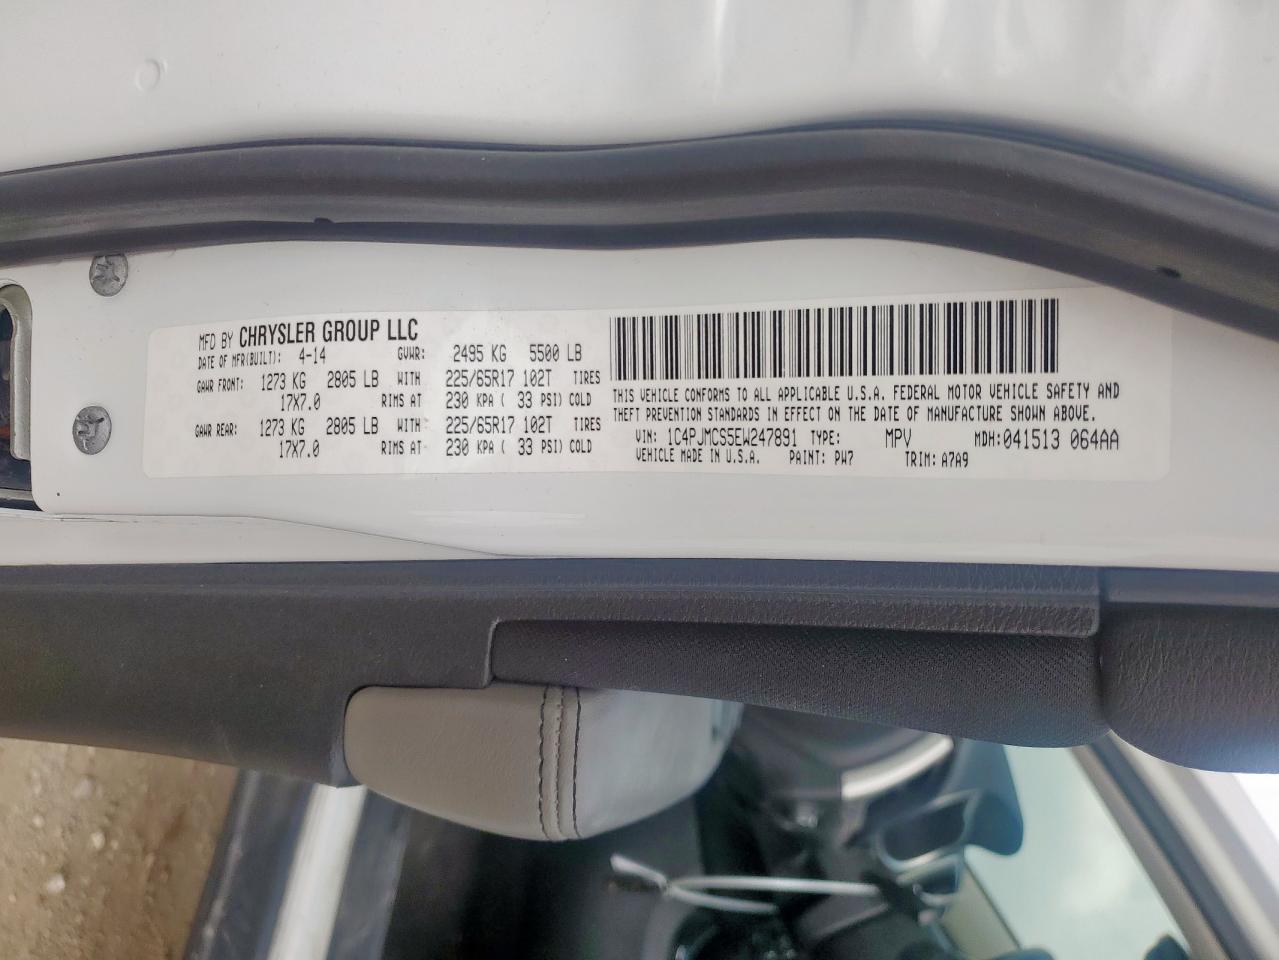 MFD BY CHRYSLER GROUP LLC
DATE OF MFR(BUILT): 4-14 GVWR: 2495 KG 5500 LB
GAWR FRONT: 1273 KG 2805 LB WITH 225/65R17 102T TIRES
17X7.0 RIMS AT 230 KPA ( 33 PSI) COLD
GAWR REAR: 1273 KG 2805 LB WITH 225/65R17 102T TIRES
17X7.0 RIMS AT 230 KPA ( 33 PSI) COLD
THIS VEHICLE CONFORMS TO ALL APPLICABLE U.S.A. FEDERAL MOTOR VEHICLE SAFETY AND
THEFT PREVENTION STANDARDS IN EFFECT ON THE DATE OF MANUFACTURE SHOWN ABOVE.
VIN: 1C4PJMCS5EW247891 TYPE: MPV MDH:041513 064AA
VEHICLE MADE IN U.S.A. PAINT: PW7 TRIM: A7A9